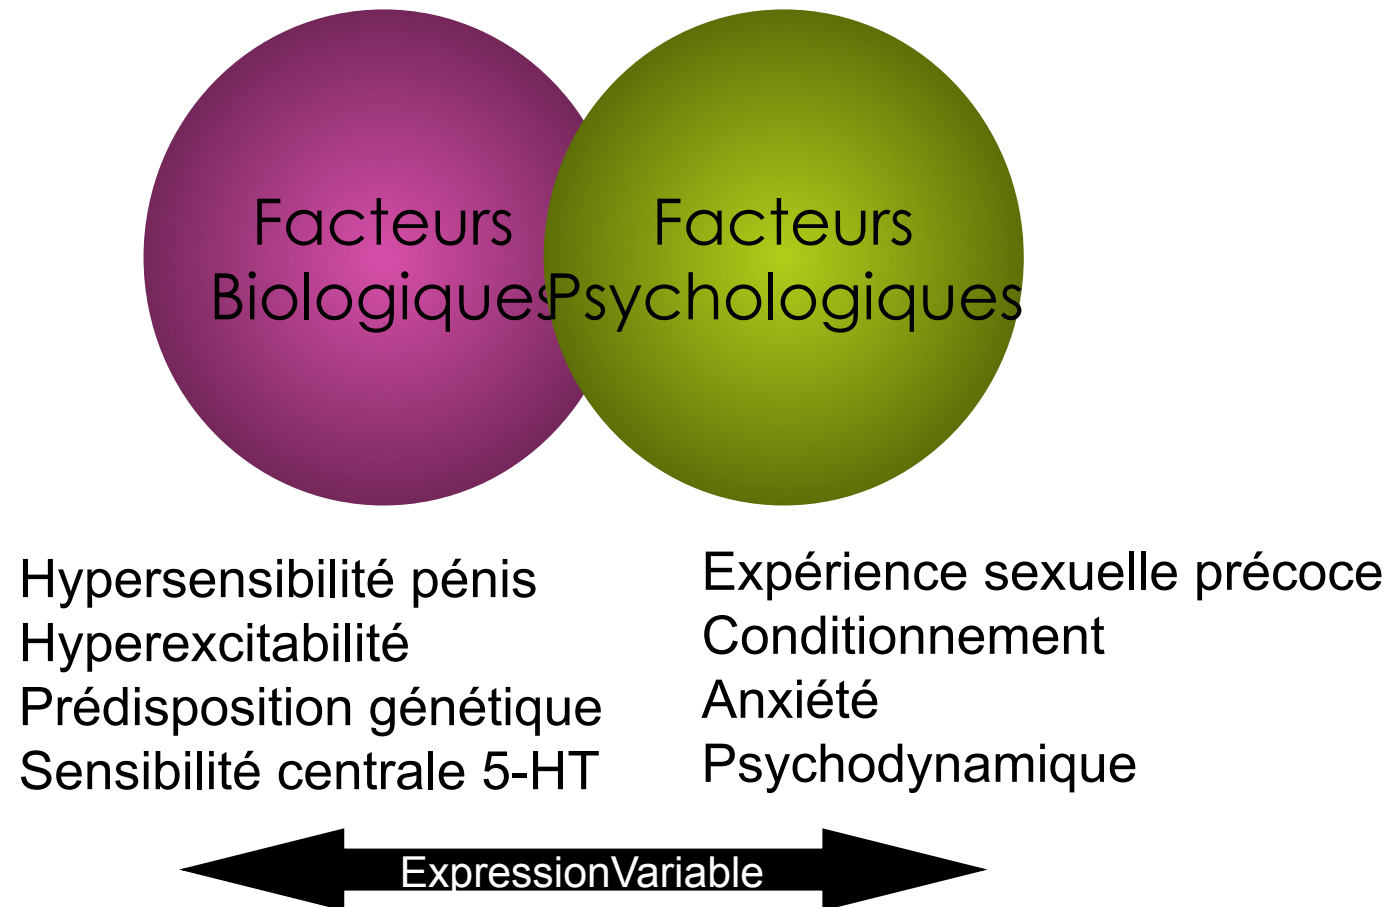 Facteurs
Biologiques
Facteurs
Psychologiques
Hypersensibilité pénis
Hyperexcitabilité
Prédisposition génétique
Sensibilité centrale 5-HT
Expérience sexuelle précoce
Conditionnement
Anxiété
Psychodynamique
ExpressionVariable